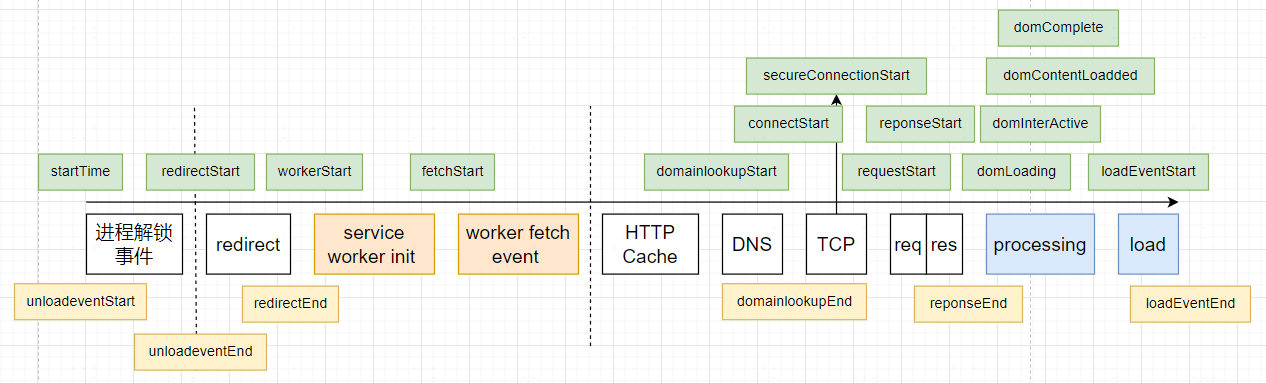 domComplete
secureConnectionStart
domContentLoadded
connectStart
reponseStart
domInterActive
startTime
redirectStart
workerStart
fetchStart
domainlookupStart
requestStart
domLoading
loadEventStart
进程解锁
事件
redirect
service
worker init
worker fetch
event
HTTP
Cache
DNS
TCP
req
res
processing
load
unloadeventStart
redirectEnd
domainlookupEnd
reponseEnd
loadEventEnd
unloadeventEnd